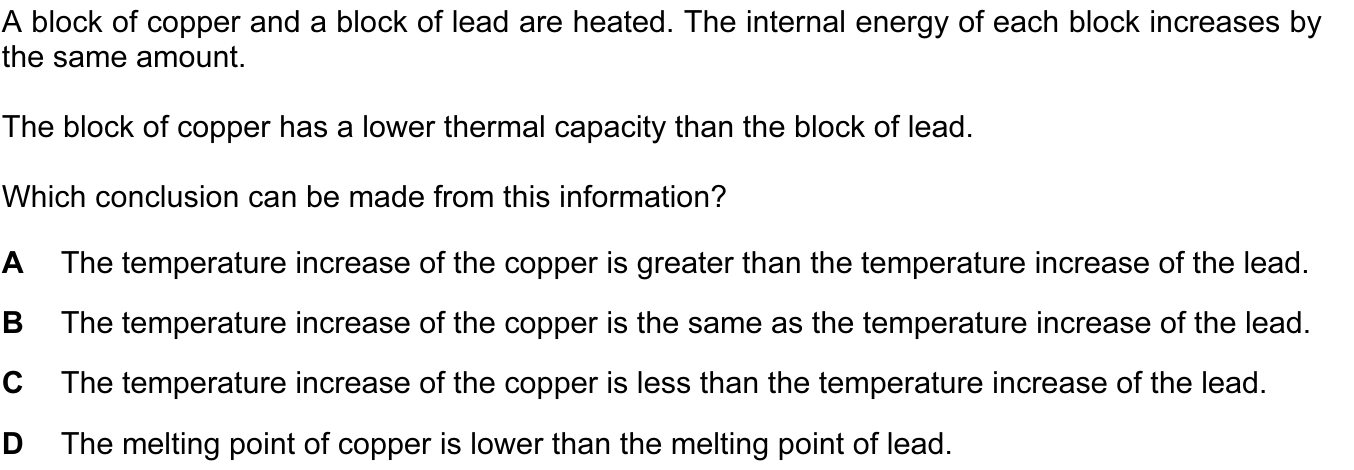 A block of copper and a block of lead are heated. The internal energy of each block increases by
the same amount.
The block of copper has a lower thermal capacity than the block of lead.
Which conclusion can be made from this information?
A The temperature increase of the copper is greater than the temperature increase of the lead.
B The temperature increase of the copper is the same as the temperature increase of the lead.
C The temperature increase of the copper is less than the temperature increase of the lead.
D The melting point of copper is lower than the melting point of lead.